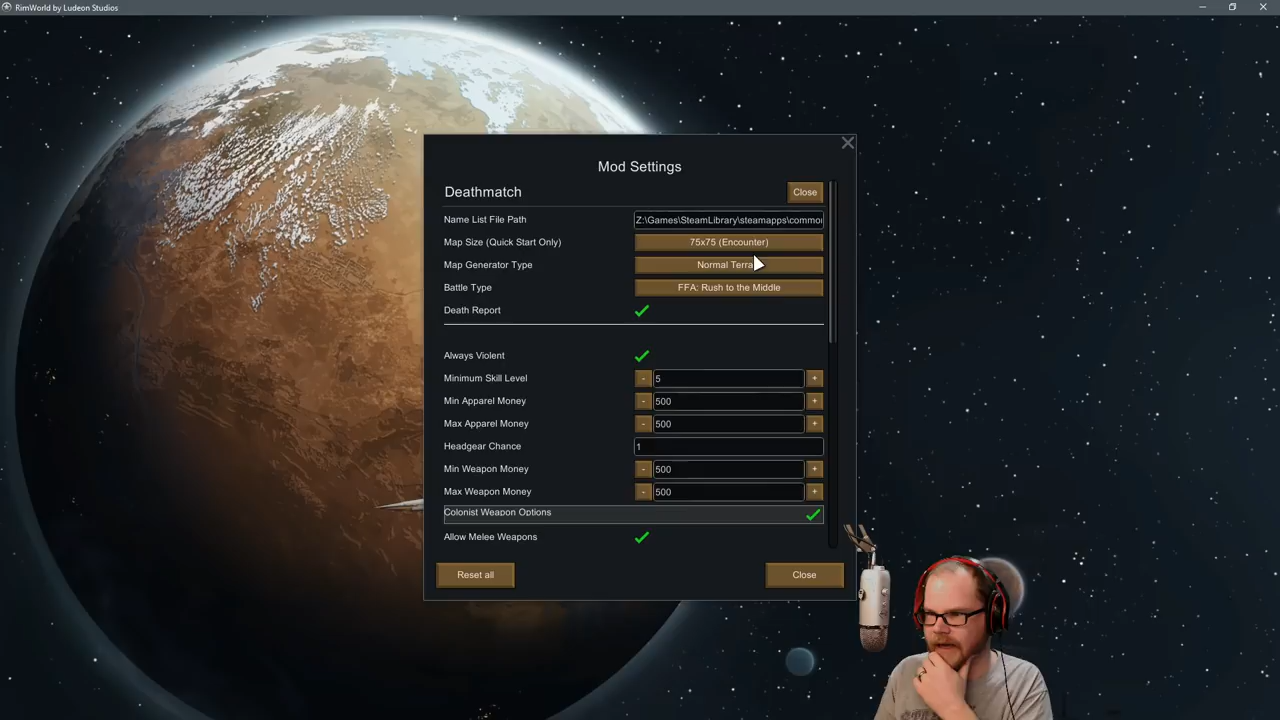 RimWorld by Ludeon Studios
Mod Settings
Deathmatch
Close
Name List File Path
Z:\Games\SteamLibrary\steamapps\common
Map Size (Quick Start Only)
75x75 (Encounter)
Map Generator Type
Normal
Battle Type
FFA: Rush to the Middle
Death Report
Always Violent
Minimum Skill Level
- 5 +
Min Apparel Money
- 500 +
Max Apparel Money
- 500 +
Headgear Chance
1
Min Weapon Money
- 500 +
Max Weapon Money
- 500 +
Colonist Weapon Options
Allow Melee Weapons
Reset all
Close